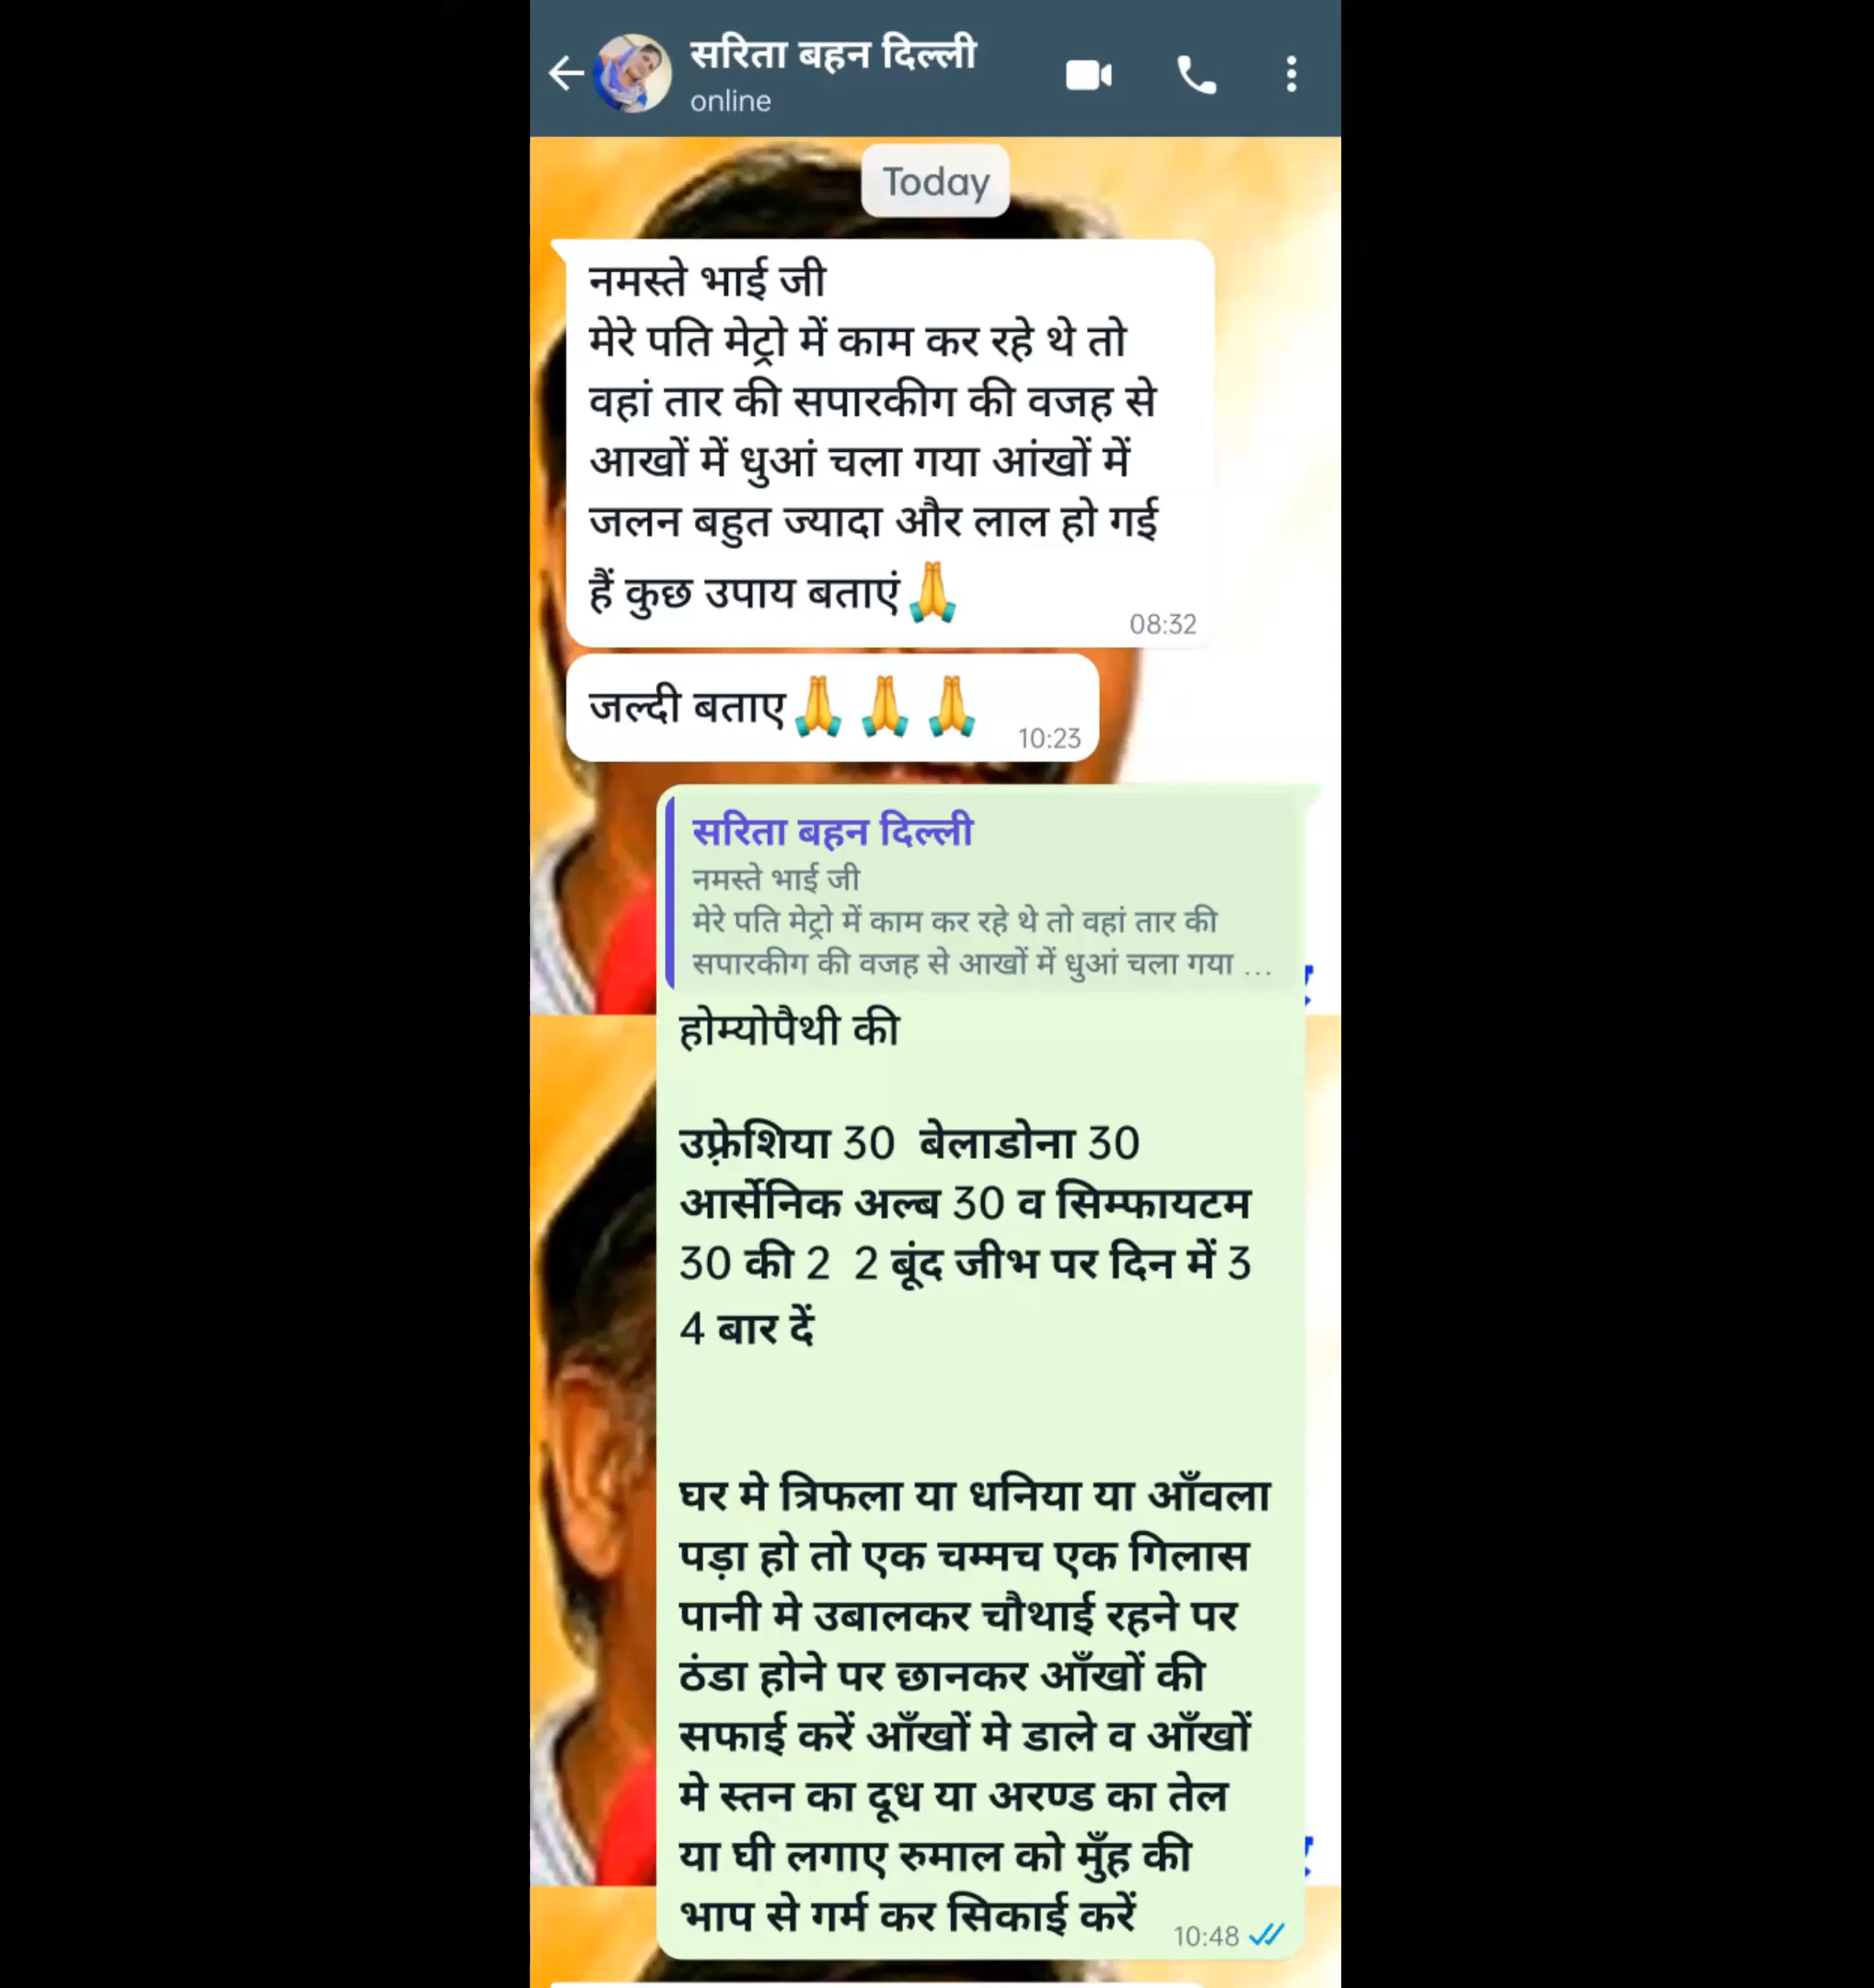 सरिता बहन दिल्ली
online
Today
नमस्ते भाई जी
मेरे पति मेट्रो में काम कर रहे थे तो
वहां तार की सपारकीग की वजह से
आखों में धुआं चला गया आंखों में
जलन बहुत ज्यादा और लाल हो गई
हैं कुछ उपाय बताएं🙏
08:32
जल्दी बताए🙏🙏🙏
10:23
सरिता बहन दिल्ली
नमस्ते भाई जी
मेरे पति मेट्रो में काम कर रहे थे तो वहां तार की
सपारकीग की वजह से आखों में धुआं चला गया ...
होम्योपैथी की
उफ़्रेशिया 30 बेलाडोना 30
आर्सेनिक अल्ब 30 व सिम्फायटम
30 की 2 2 बूंद जीभ पर दिन में 3
4 बार दें
घर मे त्रिफला या धनिया या आँवला
पड़ा हो तो एक चम्मच एक गिलास
पानी मे उबालकर चौथाई रहने पर
ठंडा होने पर छानकर आँखों की
सफाई करें आँखों मे डाले व आँखों
मे स्तन का दूध या अरण्ड का तेल
या घी लगाए रुमाल को मुँह की
भाप से गर्म कर सिकाई करें
10:48